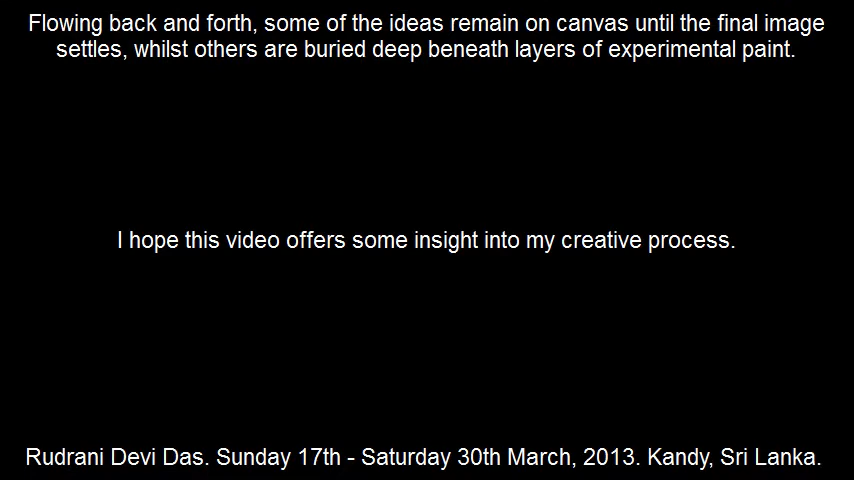 Flowing back and forth, some of the ideas remain on canvas until the final image
settles, whilst others are buried deep beneath layers of experimental paint.
I hope this video offers some insight into my creative process.
Rudrani Devi Das. Sunday 17th - Saturday 30th March, 2013. Kandy, Sri Lanka.